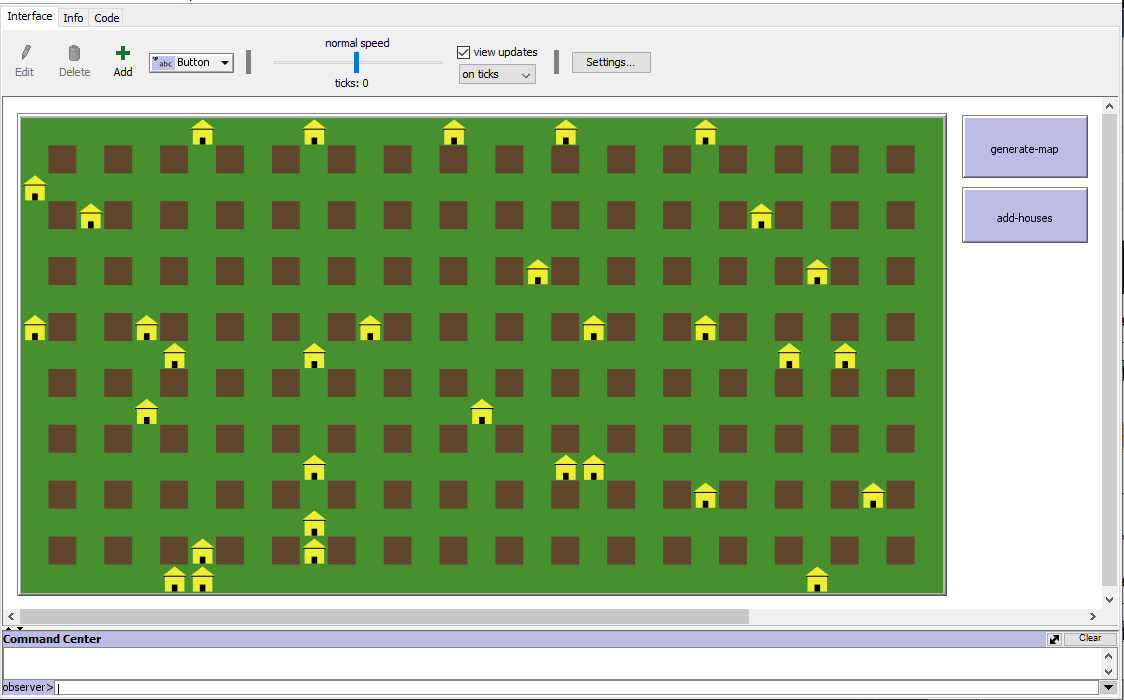 Interface Info Code
normal speed
Edit Delete Add abc Button
view updates
on ticks
Settings...
ticks: 0
generate-map
add-houses
Command Center
Clear
observer>